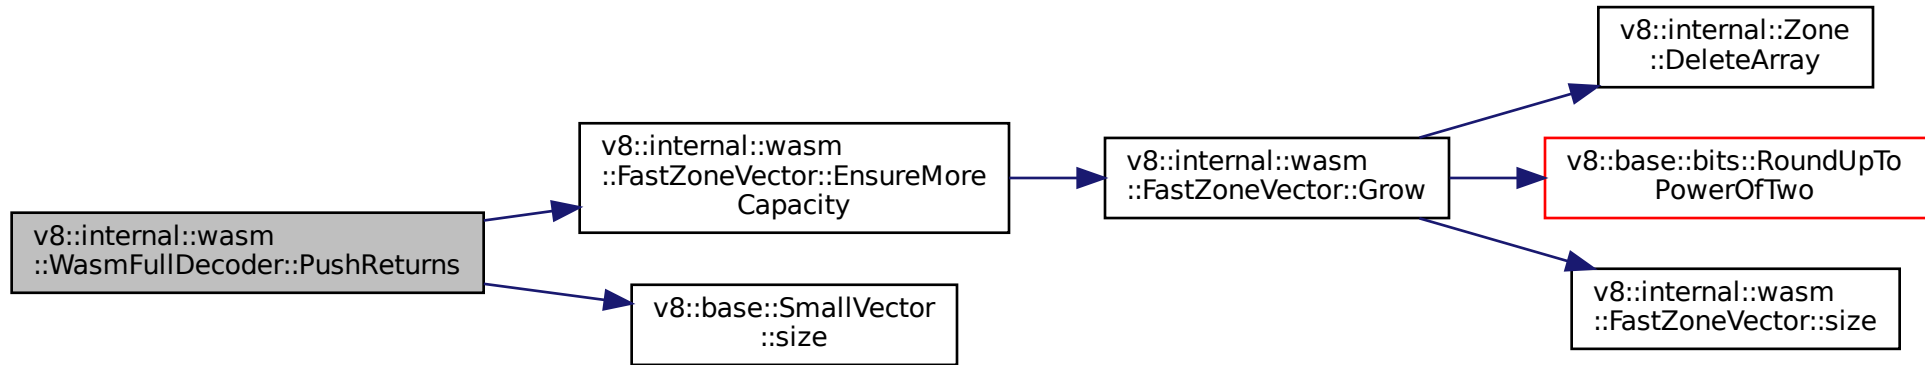 v8::internal::wasm
::WasmFullDecoder::PushReturns
v8::internal::wasm
::FastZoneVector::EnsureMore
Capacity
v8::base::SmallVector
::size
v8::internal::wasm
::FastZoneVector::Grow
v8::internal::Zone
::DeleteArray
v8::base::bits::RoundUpTo
PowerOfTwo
v8::internal::wasm
::FastZoneVector::size